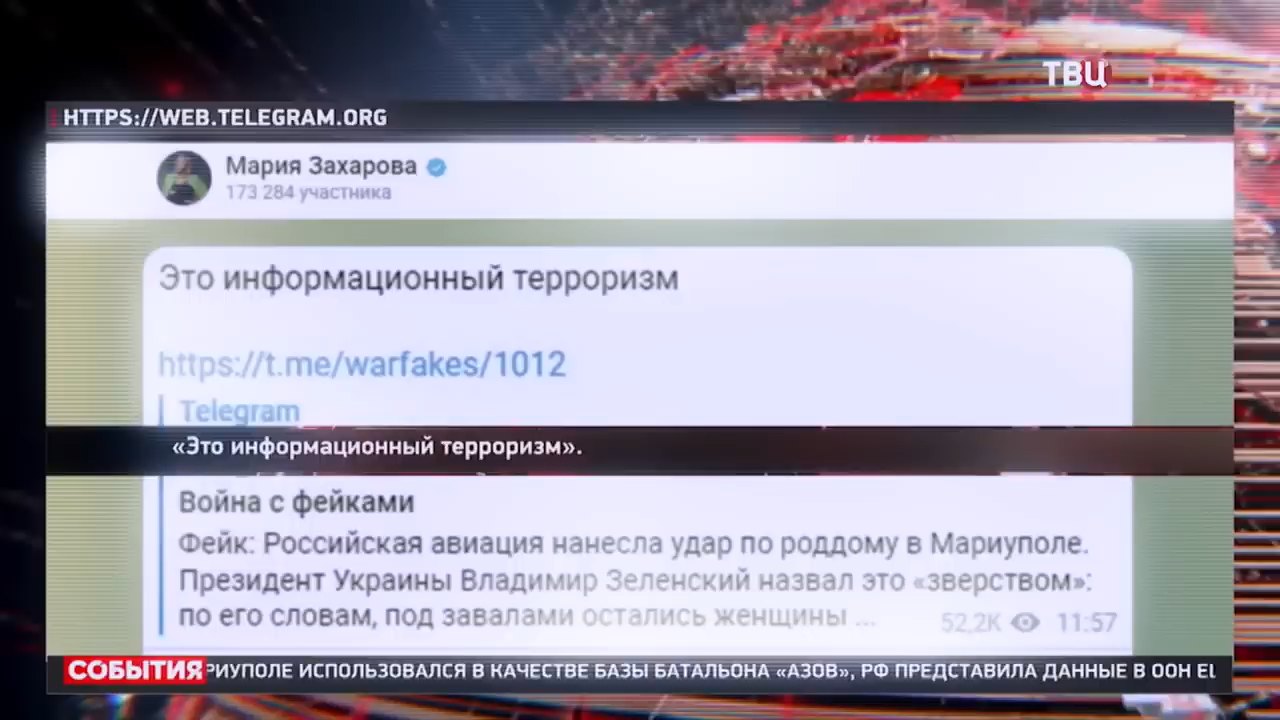 ТВЦ
HTTPS://WEB.TELEGRAM.ORG
Мария Захарова
173 284 участника
Это информационный терроризм
https://t.me/warfakes/1012
Telegram
«Это информационный терроризм».
Война с фейками
Фейк: Российская авиация нанесла удар по роддому в Мариуполе.
Президент Украины Владимир Зеленский назвал это «зверством»:
по его словам, под завалами остались женщины ...
52,2K 11:57
СОБЫТИЯ РИУПОЛЕ ИСПОЛЬЗОВАЛСЯ В КАЧЕСТВЕ БАЗЫ БАТАЛЬОНА «АЗОВ», РФ ПРЕДСТАВИЛА ДАННЫЕ В ООН Е